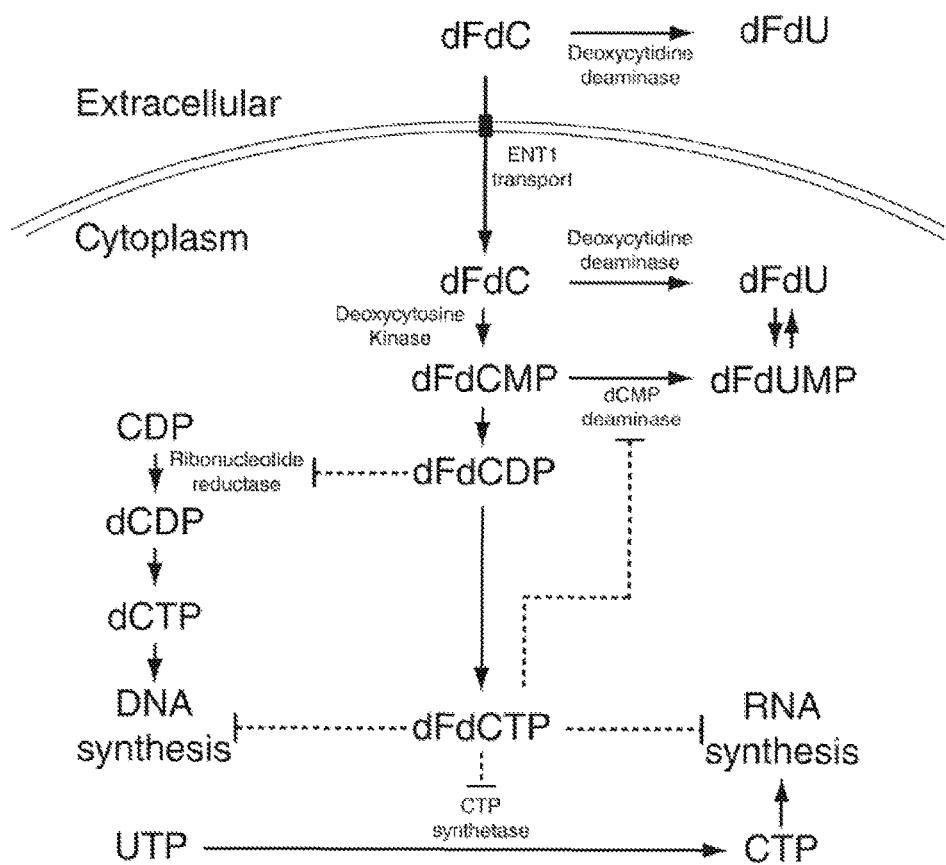 dFdC
dFdU
Deoxycytidine
deaminase
Extracellular
ENT1
transport
Cytoplasm
Deoxycytidine
deaminase
dFdC
dFdU
Deoxycytosine
Kinase
dFdCMP
dFdUMP
dCMP
deaminase
CDP
Ribonucleotide
reductase
dFdCDP
dCDP
dCTP
DNA
synthesis
dFdCTP
RNA
synthesis
CTP
synthetase
UTP
CTP